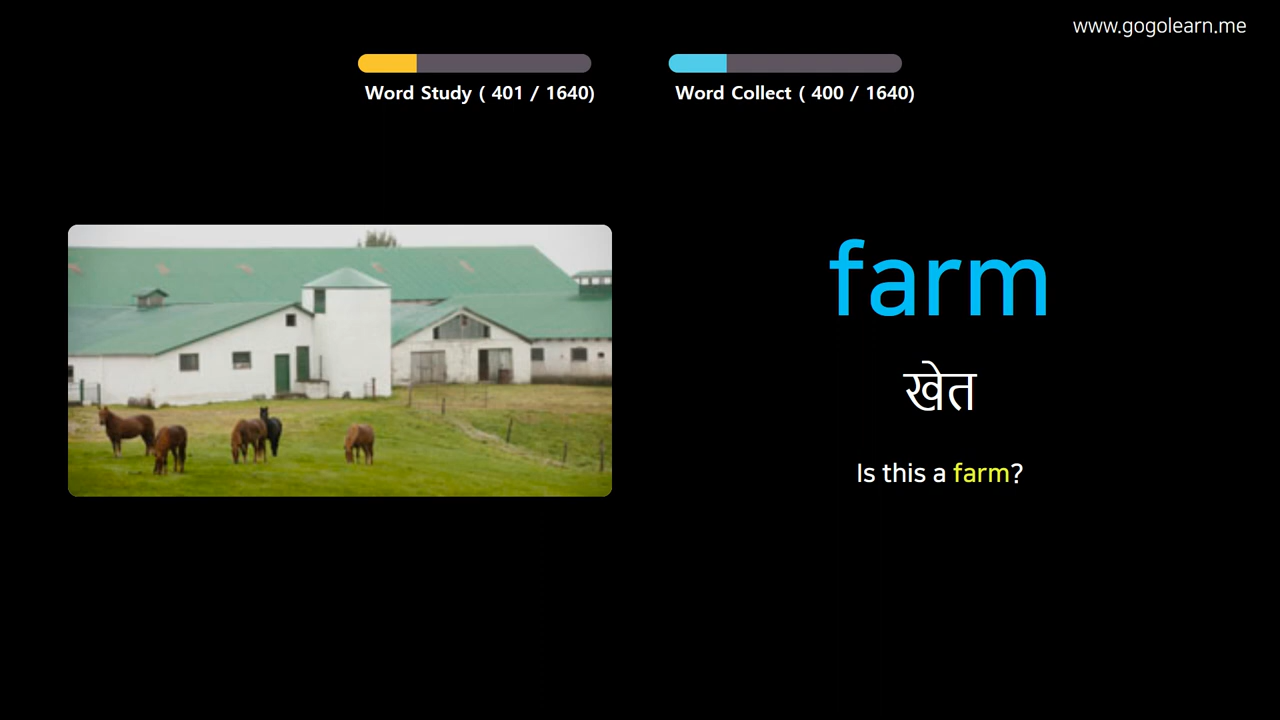 www.gogolearn.me
Word Study ( 401 / 1640)
Word Collect ( 400 / 1640)
farm
खेत
Is this a farm?